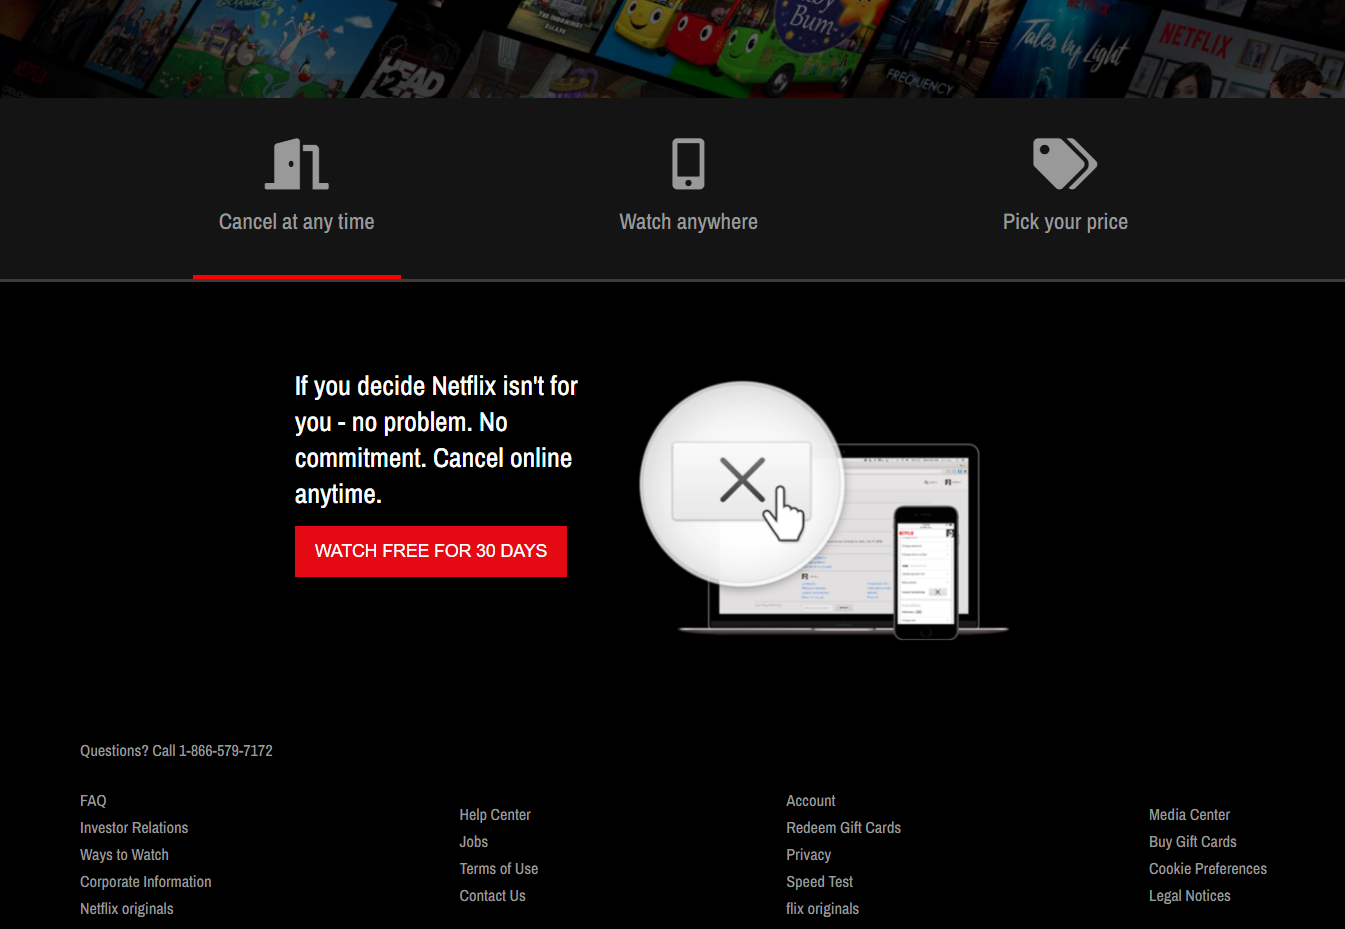 Bum
HEAD
FREQUENCY
Tales by Light
NETFLIX
NETFLIX
Cancel at any time
Watch anywhere
Pick your price
If you decide Netflix isn't for
you - no problem. No
commitment. Cancel online
anytime.
WATCH FREE FOR 30 DAYS
NETFLIX
Questions? Call 1-866-579-7172
FAQ
Investor Relations
Ways to Watch
Corporate Information
Netflix originals
Help Center
Jobs
Terms of Use
Contact Us
Account
Redeem Gift Cards
Privacy
Speed Test
flix originals
Media Center
Buy Gift Cards
Cookie Preferences
Legal Notices